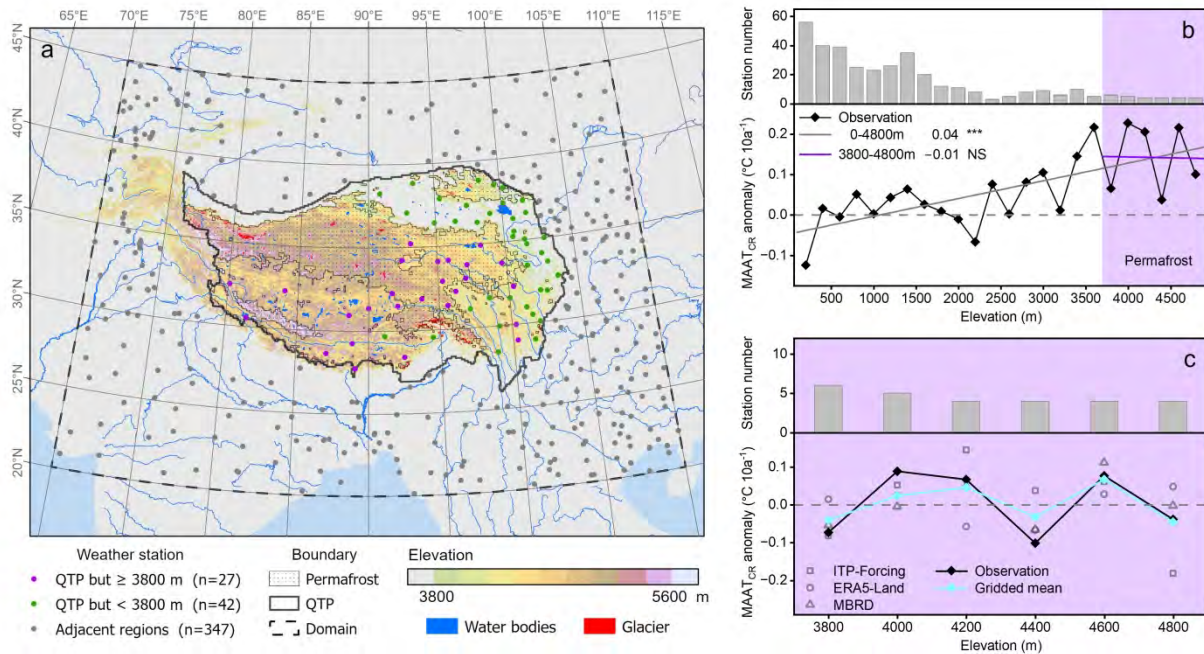 65°E 70°E 75°E 80°E 85°E 90°E 95°E 100°E 105°E 110°E 115°E
a
45°N
40°N
35°N
30°N
25°N
20°N
Weather station
QTP but ≥ 3800 m (n=27)
QTP but < 3800 m (n=42)
Adjacent regions (n=347)
Boundary
Permafrost
QTP
Domain
Elevation
3800 5600 m
Water bodies
Glacier
b
Station number
60
40
20
0
Observation
0-4800m 0.04 ***
3800-4800m −0.01 NS
MAAT_CR anomaly (°C 10a⁻¹)
0.2
0.1
0.0
−0.1
Permafrost
500 1000 1500 2000 2500 3000 3500 4000 4500
Elevation (m)
c
Station number
10
5
0
MAAT_CR anomaly (°C 10a⁻¹)
0.1
0.0
−0.1
−0.2
ITP-Forcing
ERA5-Land
MBRD
Observation
Gridded mean
3800 4000 4200 4400 4600 4800
Elevation (m)